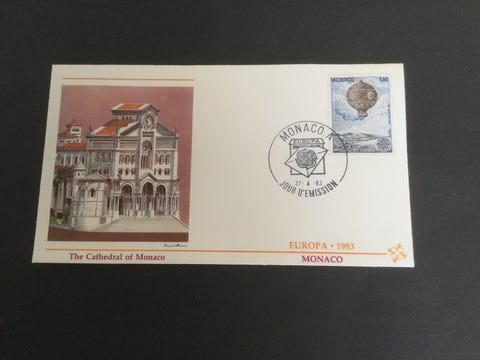 MONACO
1,80
MONACO A
EUROPA
27-4-83
JOUR D'EMISSION
EUROPA • 1983
The Cathedral of Monaco
MONACO